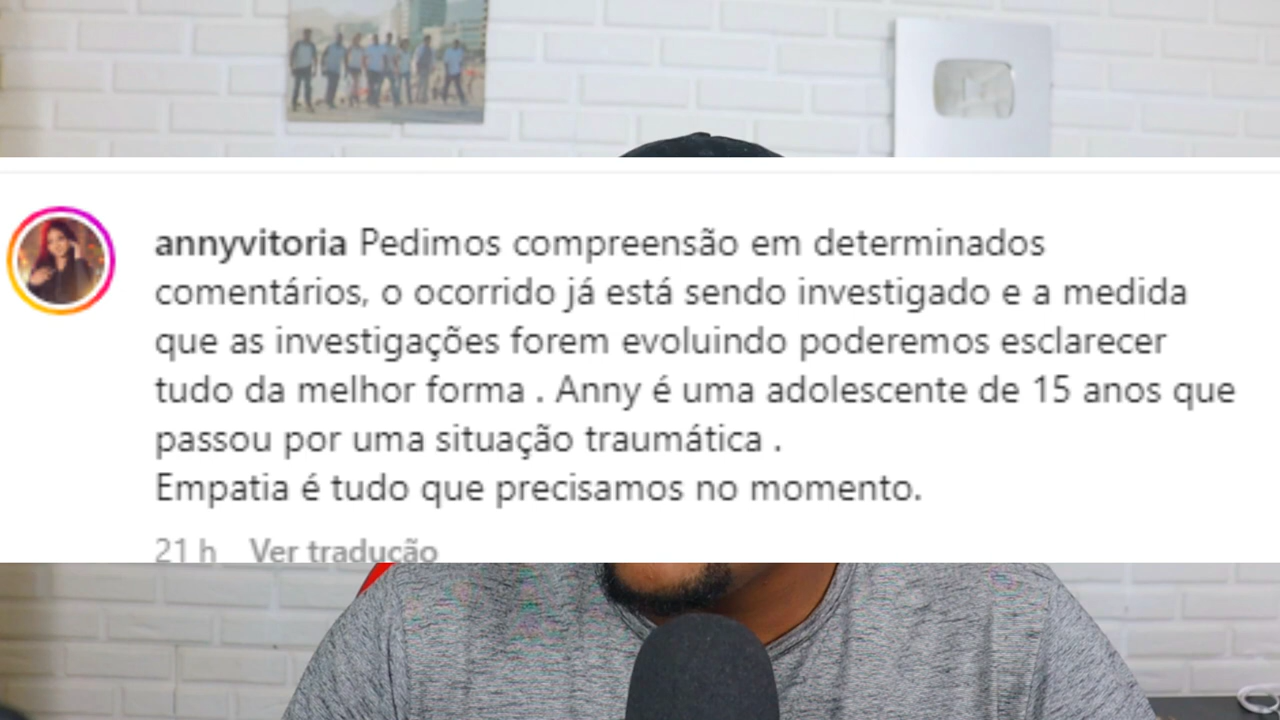 annyvitoria Pedimos compreensão em determinados
comentários, o ocorrido já está sendo investigado e a medida
que as investigações forem evoluindo poderemos esclarecer
tudo da melhor forma . Anny é uma adolescente de 15 anos que
passou por uma situação traumática .
Empatia é tudo que precisamos no momento.
21 h Ver tradução